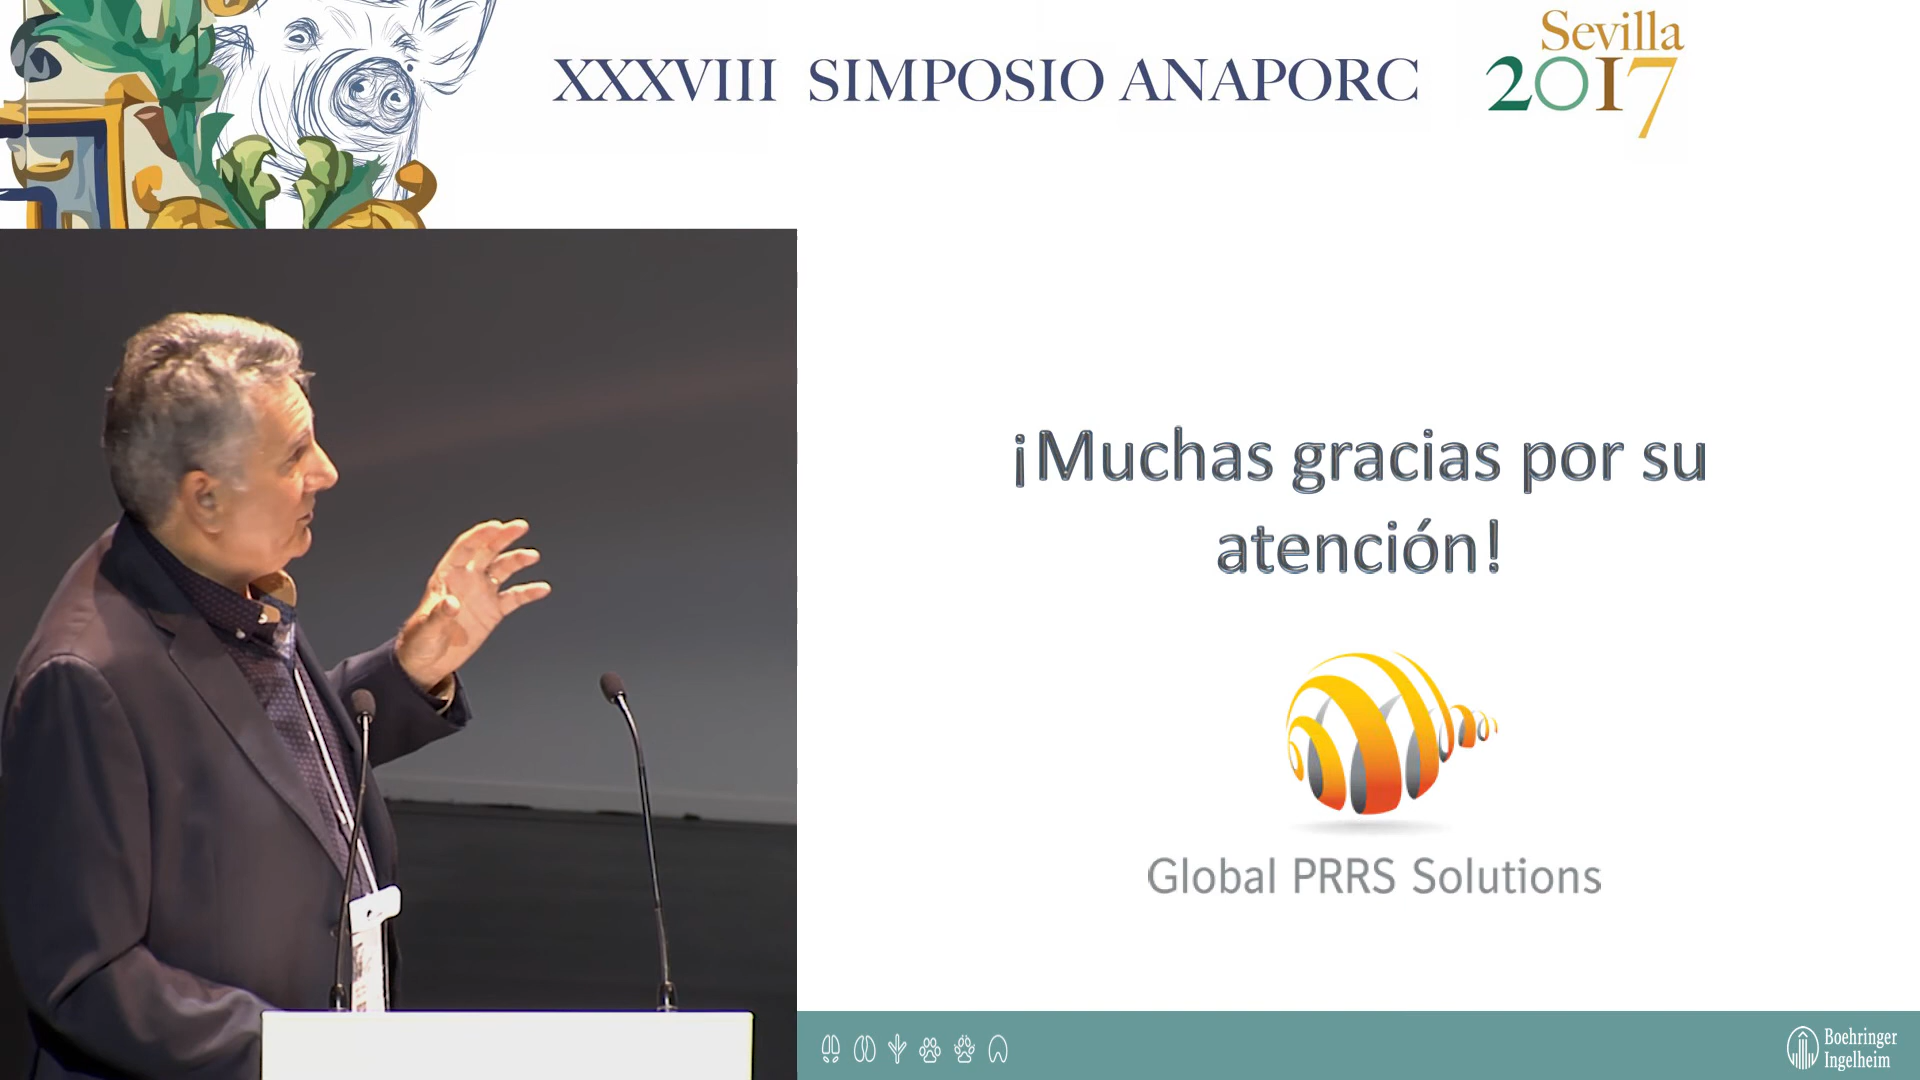 XXXVIII SIMPOSIO ANAPORC
Sevilla
2017
¡Muchas gracias por su
atención!
Global PRRS Solutions
Boehringer
Ingelheim